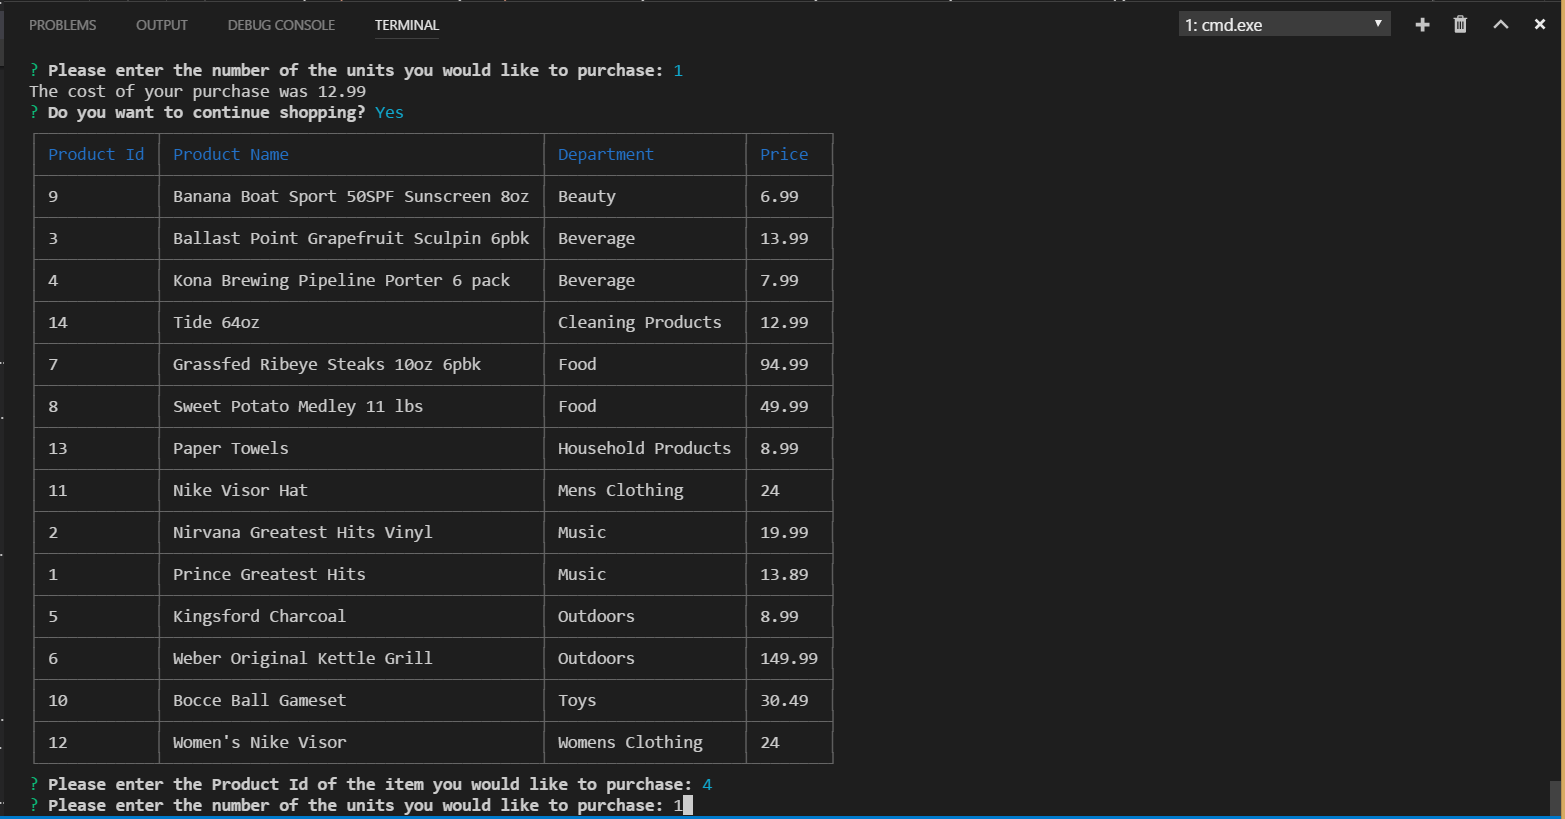 PROBLEMS OUTPUT DEBUG CONSOLE TERMINAL 1: cmd.exe
? Please enter the number of the units you would like to purchase: 1
The cost of your purchase was 12.99
? Do you want to continue shopping? Yes
Product Id Product Name Department Price
9 Banana Boat Sport 50SPF Sunscreen 8oz Beauty 6.99
3 Ballast Point Grapefruit Sculpin 6pbk Beverage 13.99
4 Kona Brewing Pipeline Porter 6 pack Beverage 7.99
14 Tide 64oz Cleaning Products 12.99
7 Grassfed Ribeye Steaks 10oz 6pbk Food 94.99
8 Sweet Potato Medley 11 lbs Food 49.99
13 Paper Towels Household Products 8.99
11 Nike Visor Hat Mens Clothing 24
2 Nirvana Greatest Hits Vinyl Music 19.99
1 Prince Greatest Hits Music 13.89
5 Kingsford Charcoal Outdoors 8.99
6 Weber Original Kettle Grill Outdoors 149.99
10 Bocce Ball Gameset Toys 30.49
12 Women's Nike Visor Womens Clothing 24
? Please enter the Product Id of the item you would like to purchase: 4
? Please enter the number of the units you would like to purchase: 1